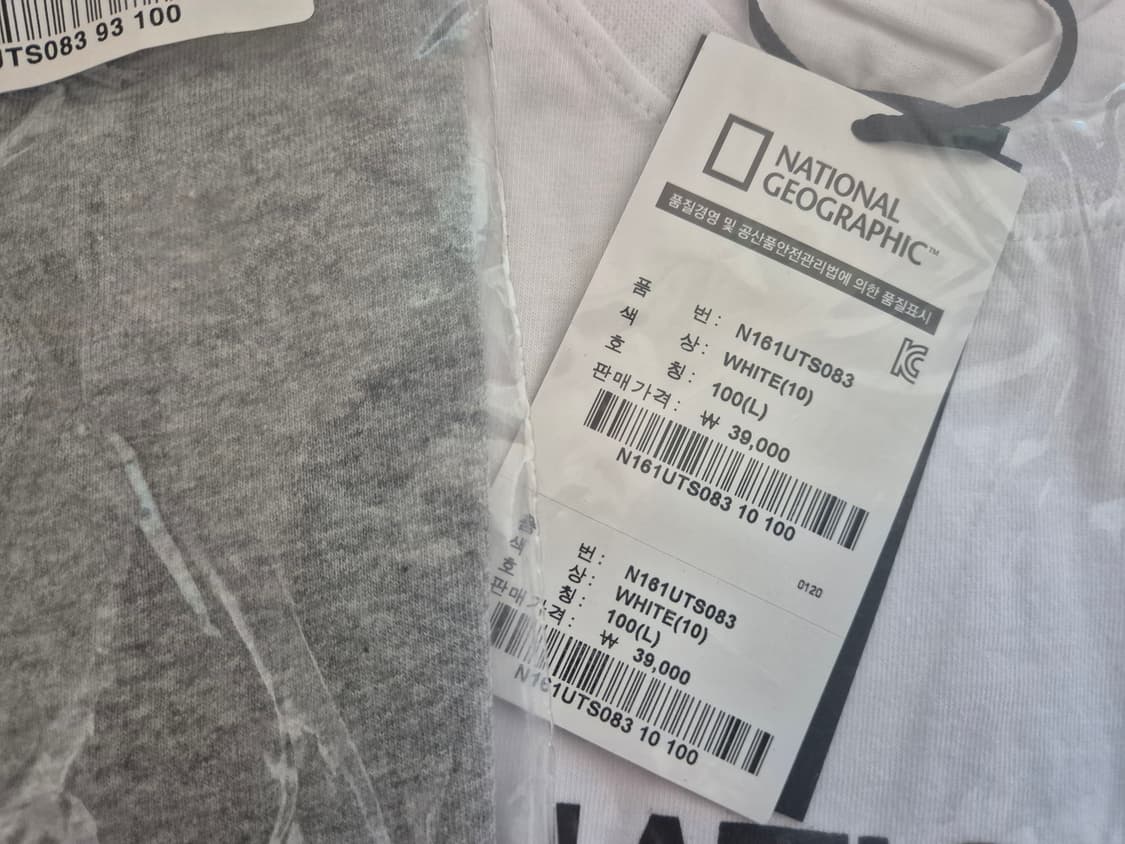 UTS083 93 100
NATIONAL
GEOGRAPHIC™
품질경영 및 공산품안전관리법에 의한 품질표시
품 번 : N161UTS083
색 상 : WHITE(10)
호 칭 : 100(L)
판매가격 : ₩ 39,000
N161UTS083 10 100
0120
품 번 : N161UTS083
색 상 : WHITE(10)
호 칭 : 100(L)
판매가격 : ₩ 39,000
N161UTS083 10 100